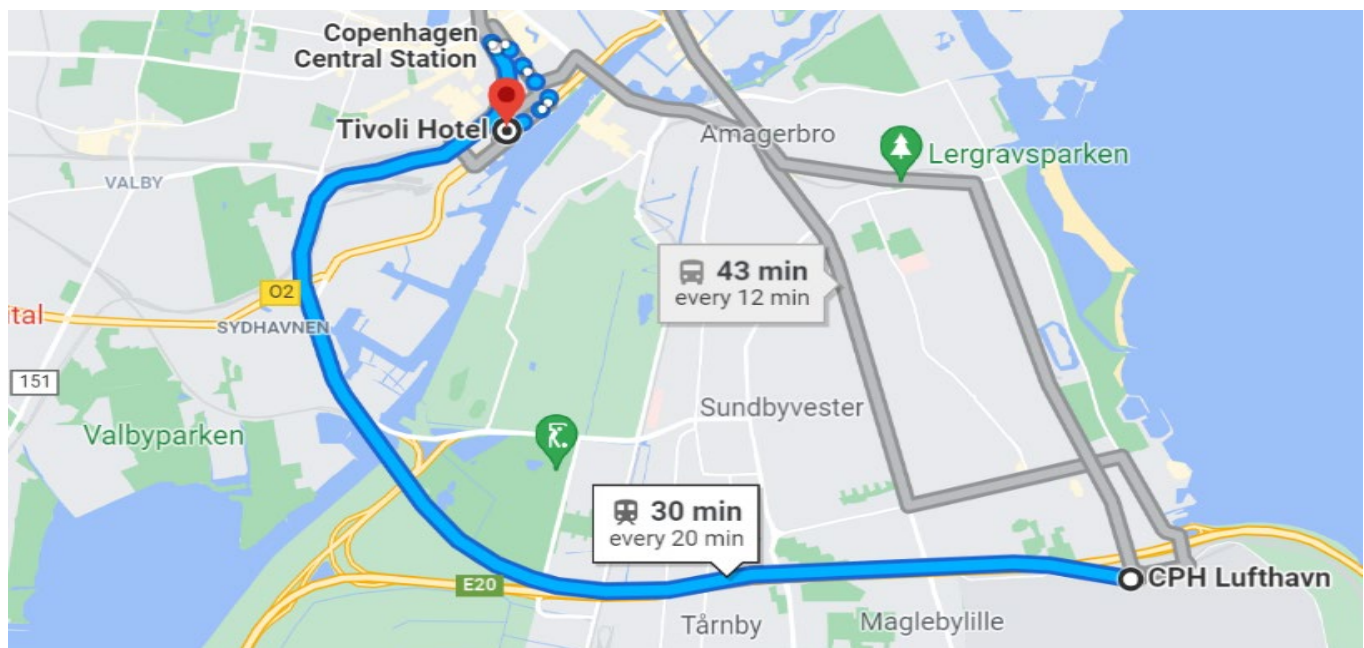 Copenhagen
Central Station
Tivoli Hotel
Amagerbro
Lergravsparken
VALBY
43 min
every 12 min
O2
ital
SYDHAVNEN
151
Sundbyvester
Valbyparken
30 min
every 20 min
E20
CPH Lufthavn
Tårnby
Maglebylille